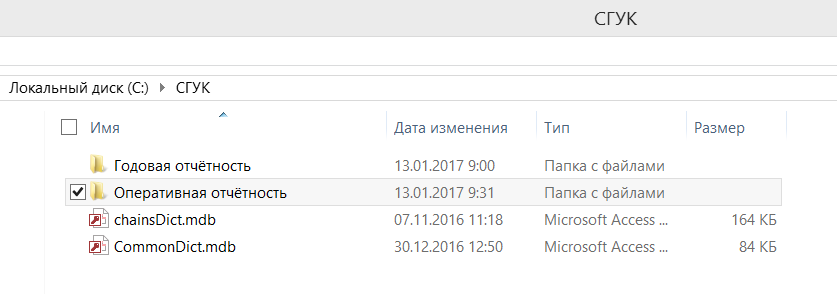 СГУК
Локальный диск (C:) СГУК
Имя Дата изменения Тип Размер
Годовая отчётность 13.01.2017 9:00 Папка с файлами
Оперативная отчётность 13.01.2017 9:31 Папка с файлами
chainsDict.mdb 07.11.2016 11:18 Microsoft Access ... 164 КБ
CommonDict.mdb 30.12.2016 12:50 Microsoft Access ... 84 КБ